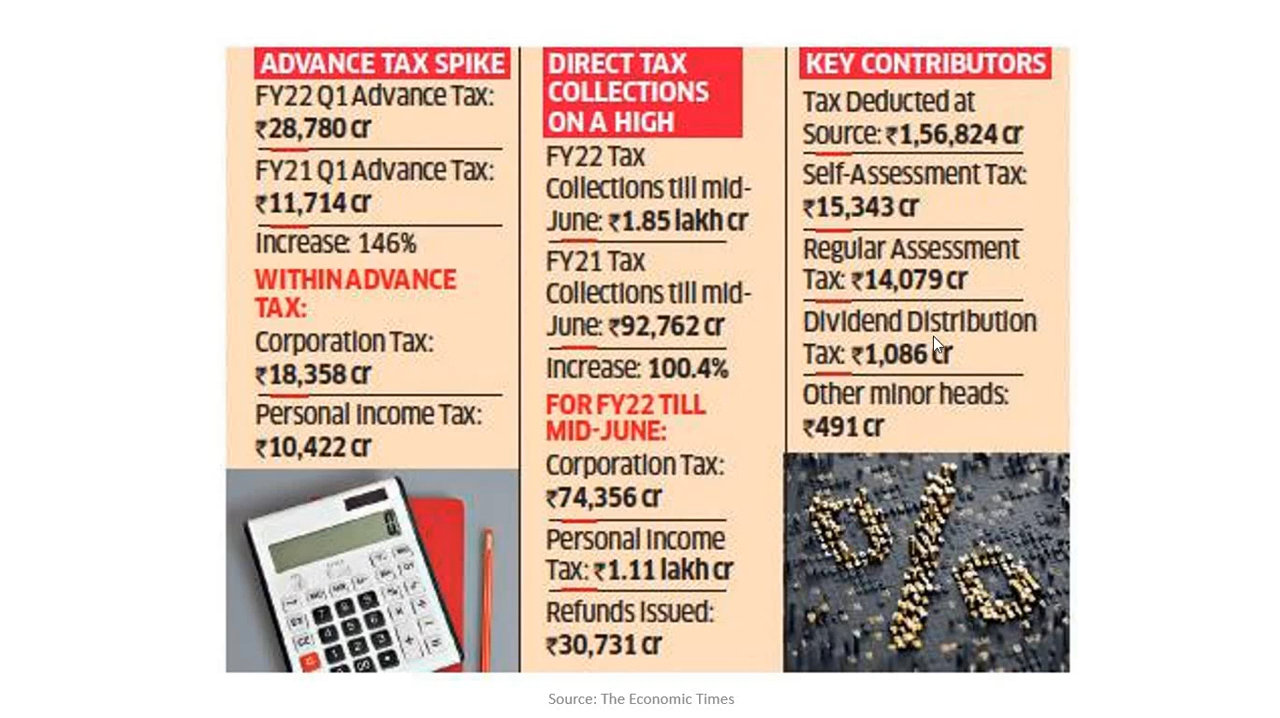 ADVANCE TAX SPIKE
FY22 Q1 Advance Tax:
₹28,780 cr
FY21 Q1 Advance Tax:
₹11,714 cr
Increase: 146%
WITHIN ADVANCE
TAX:
Corporation Tax:
₹18,358 cr
Personal Income Tax:
₹10,422 cr
DIRECT TAX
COLLECTIONS
ON A HIGH
FY22 Tax
Collections till mid-
June: ₹1.85 lakh cr
FY21 Tax
Collections till mid-
June: ₹92,762 cr
Increase: 100.4%
FOR FY22 TILL
MID-JUNE:
Corporation Tax:
₹74,356 cr
Personal Income
Tax: ₹1.11 lakh cr
Refunds Issued:
₹30,731 cr
KEY CONTRIBUTORS
Tax Deducted at
Source: ₹1,56,824 cr
Self-Assessment Tax:
₹15,343 cr
Regular Assessment
Tax: ₹14,079 cr
Dividend Distribution
Tax: ₹1,086 cr
Other minor heads:
₹491 cr
%
Source: The Economic Times